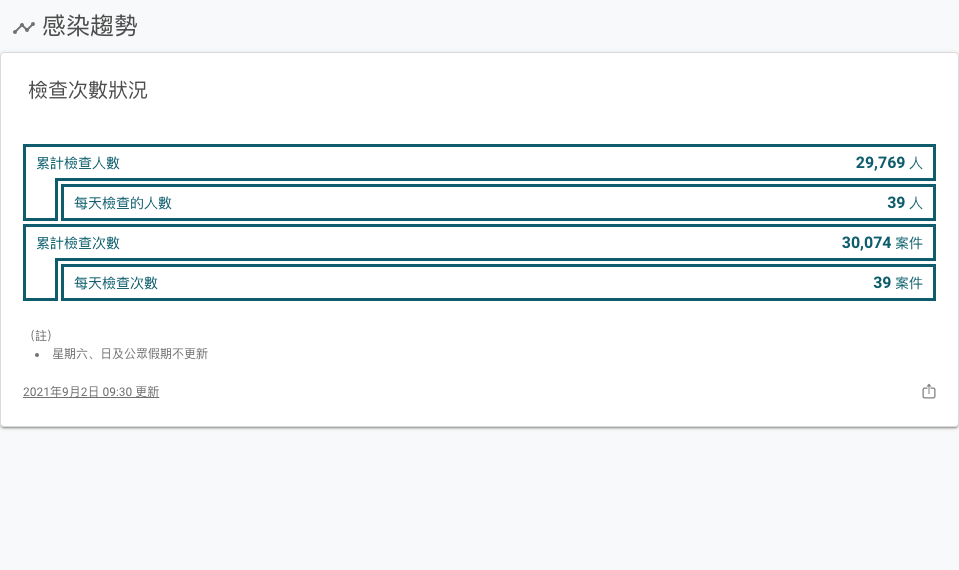 感染趨勢
檢查次數狀況
累計檢查人數 29,769 人
每天檢查的人數 39 人
累計檢查次數 30,074 案件
每天檢查次數 39 案件
（註）
• 星期六、日及公眾假期不更新
2021年9月2日 09:30 更新